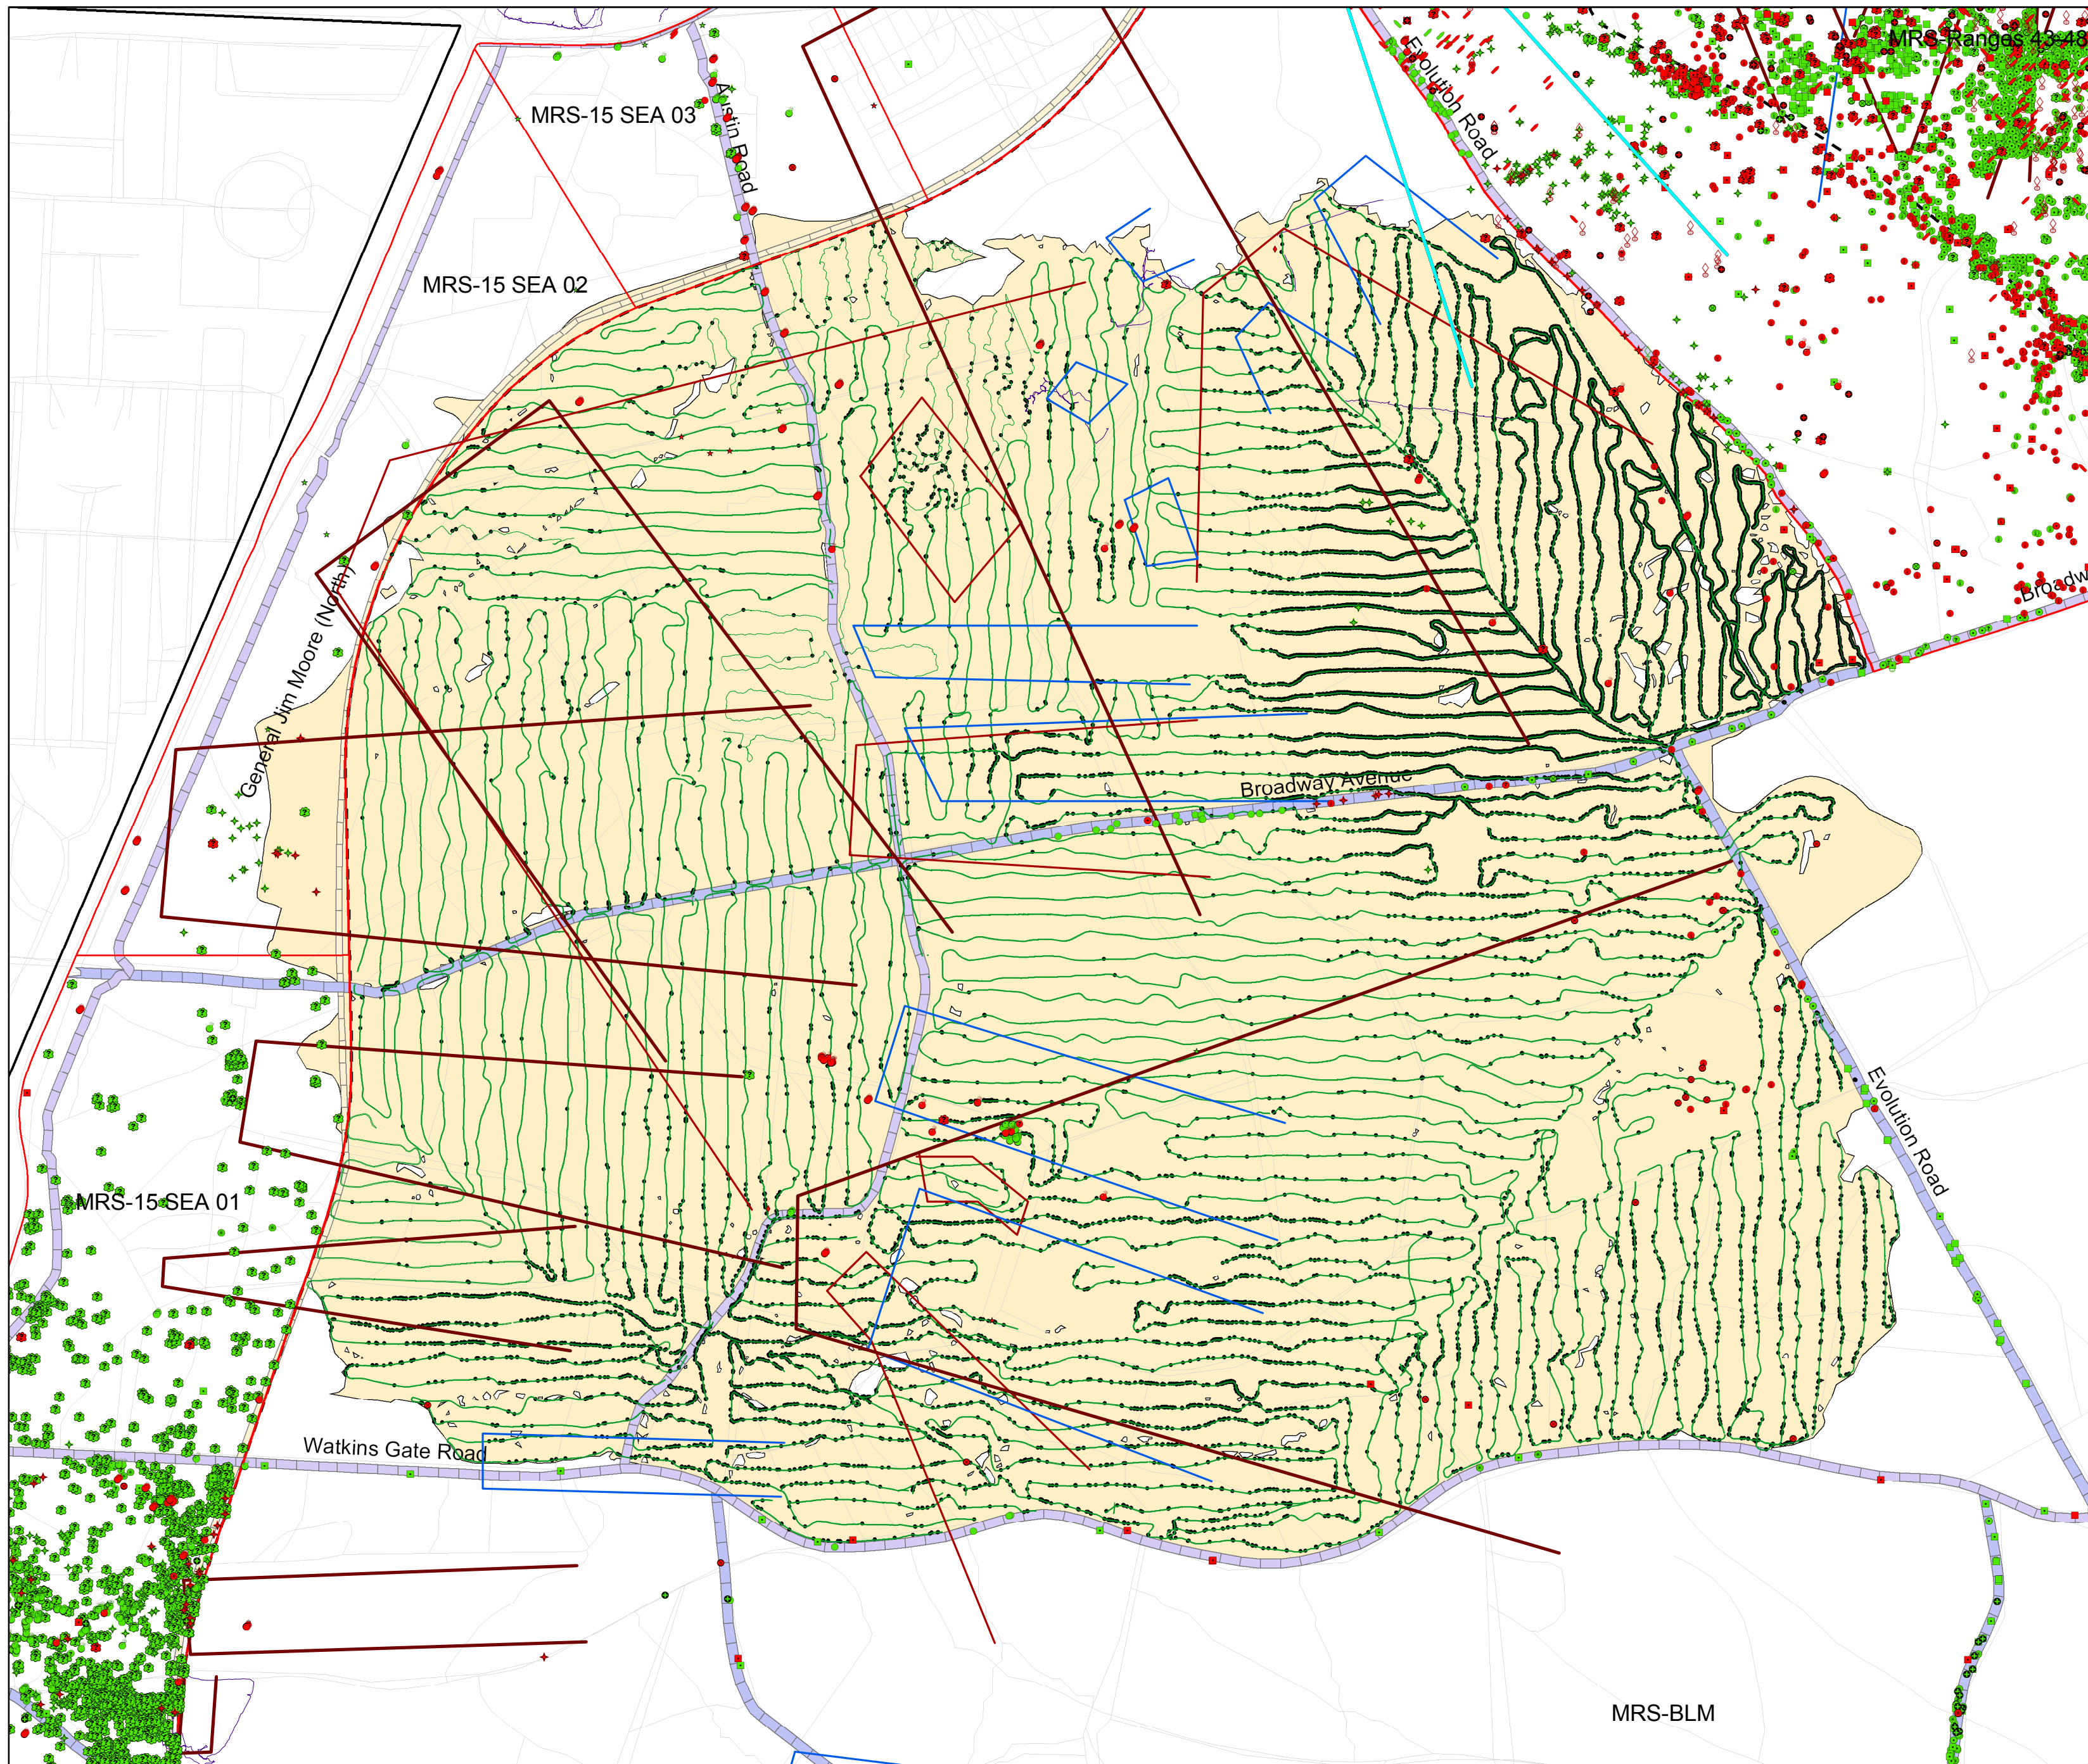 MRS-Ranges 43-48
Evolution Road
MRS-15 SEA 03
Austin Road
MRS-15 SEA 02
Broadw
General Jim Moore (North)
Broadway Avenue
Evolution Road
MRS-15 SEA 01
Watkins Gate Road
MRS-BLM